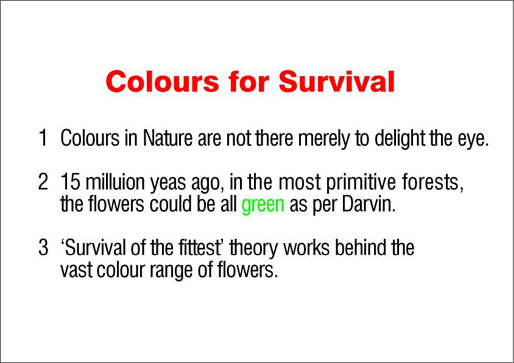 Colours for Survival
1 Colours in Nature are not there merely to delight the eye.
2 15 milluion yeas ago, in the most primitive forests,
the flowers could be all green as per Darvin.
3 ‘Survival of the fittest’ theory works behind the
vast colour range of flowers.